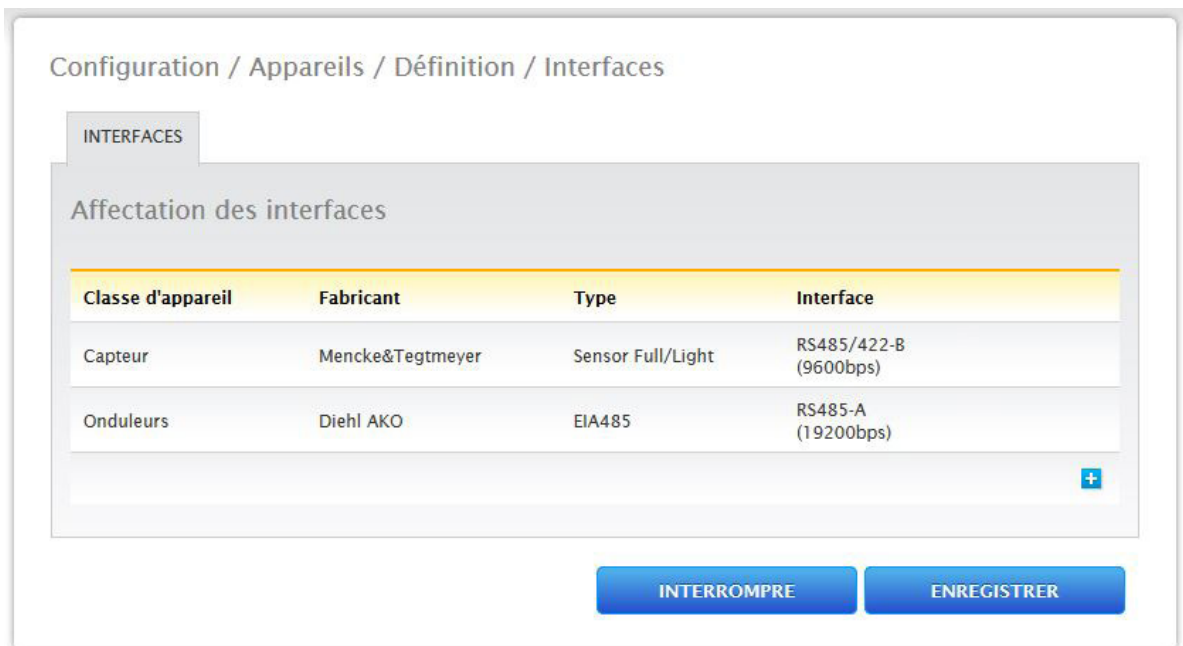 Configuration / Appareils / Définition / Interfaces
INTERFACES
Affectation des interfaces
Classe d'appareil Fabricant Type Interface
Capteur Mencke&Tegtmeyer Sensor Full/Light RS485/422-B
(9600bps)
Onduleurs Diehl AKO EIA485 RS485-A
(19200bps)
+
INTERROMPRE ENREGISTRER